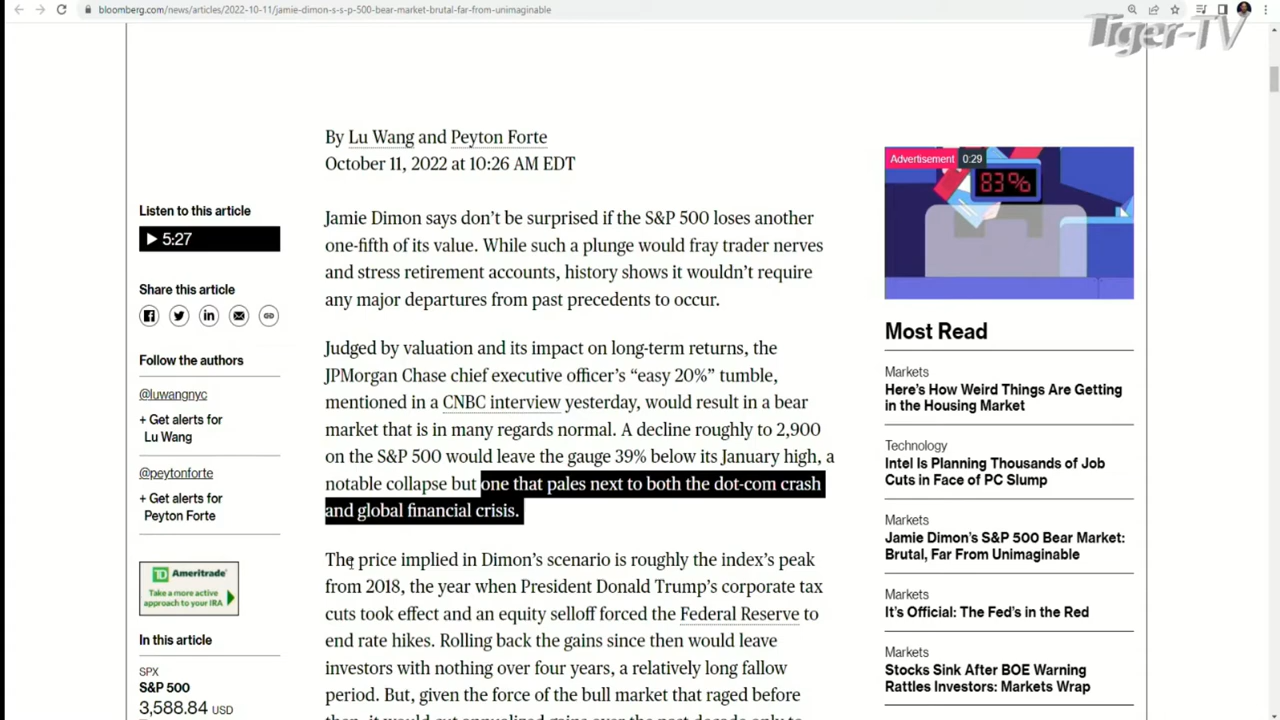 bloomberg.com/news/articles/2022-10-11/jamie-dimon-s-s-p-500-bear-market-brutal-far-from-unimaginable
Tiger-TV
By Lu Wang and Peyton Forte
October 11, 2022 at 10:26 AM EDT
Listen to this article
5:27
Share this article
Follow the authors
@luwangnyc
+ Get alerts for
Lu Wang
@peytonforte
+ Get alerts for
Peyton Forte
TD Ameritrade
Take a more active
approach to your IRA
In this article
SPX
S&P 500
3,588.84 USD
Jamie Dimon says don’t be surprised if the S&P 500 loses another
one-fifth of its value. While such a plunge would fray trader nerves
and stress retirement accounts, history shows it wouldn’t require
any major departures from past precedents to occur.
Judged by valuation and its impact on long-term returns, the
JPMorgan Chase chief executive officer’s “easy 20%” tumble,
mentioned in a CNBC interview yesterday, would result in a bear
market that is in many regards normal. A decline roughly to 2,900
on the S&P 500 would leave the gauge 39% below its January high, a
notable collapse but one that pales next to both the dot-com crash
and global financial crisis.
The price implied in Dimon’s scenario is roughly the index’s peak
from 2018, the year when President Donald Trump’s corporate tax
cuts took effect and an equity selloff forced the Federal Reserve to
end rate hikes. Rolling back the gains since then would leave
investors with nothing over four years, a relatively long fallow
period. But, given the force of the bull market that raged before
then, it would cut annualized gains over the past decade only to
Advertisement 0:29
83%
Most Read
Markets
Here’s How Weird Things Are Getting
in the Housing Market
Technology
Intel Is Planning Thousands of Job
Cuts in Face of PC Slump
Markets
Jamie Dimon’s S&P 500 Bear Market:
Brutal, Far From Unimaginable
Markets
It’s Official: The Fed’s in the Red
Markets
Stocks Sink After BOE Warning
Rattles Investors: Markets Wrap